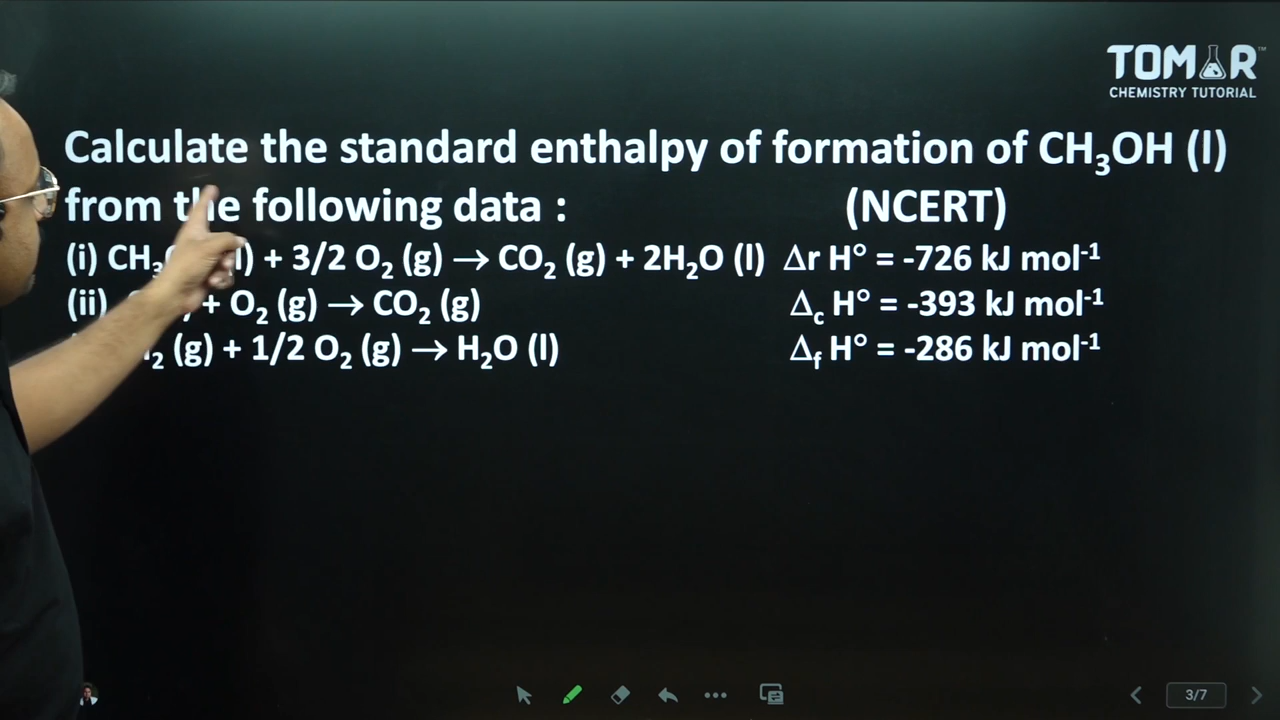 TOMAR™
CHEMISTRY TUTORIAL
Calculate the standard enthalpy of formation of CH₃OH (l)
from the following data : (NCERT)
(i) CH₃ l) + 3/2 O₂ (g) → CO₂ (g) + 2H₂O (l) Δr H° = -726 kJ mol⁻¹
(ii) + O₂ (g) → CO₂ (g) Δc H° = -393 kJ mol⁻¹
₂ (g) + 1/2 O₂ (g) → H₂O (l) Δf H° = -286 kJ mol⁻¹
3/7